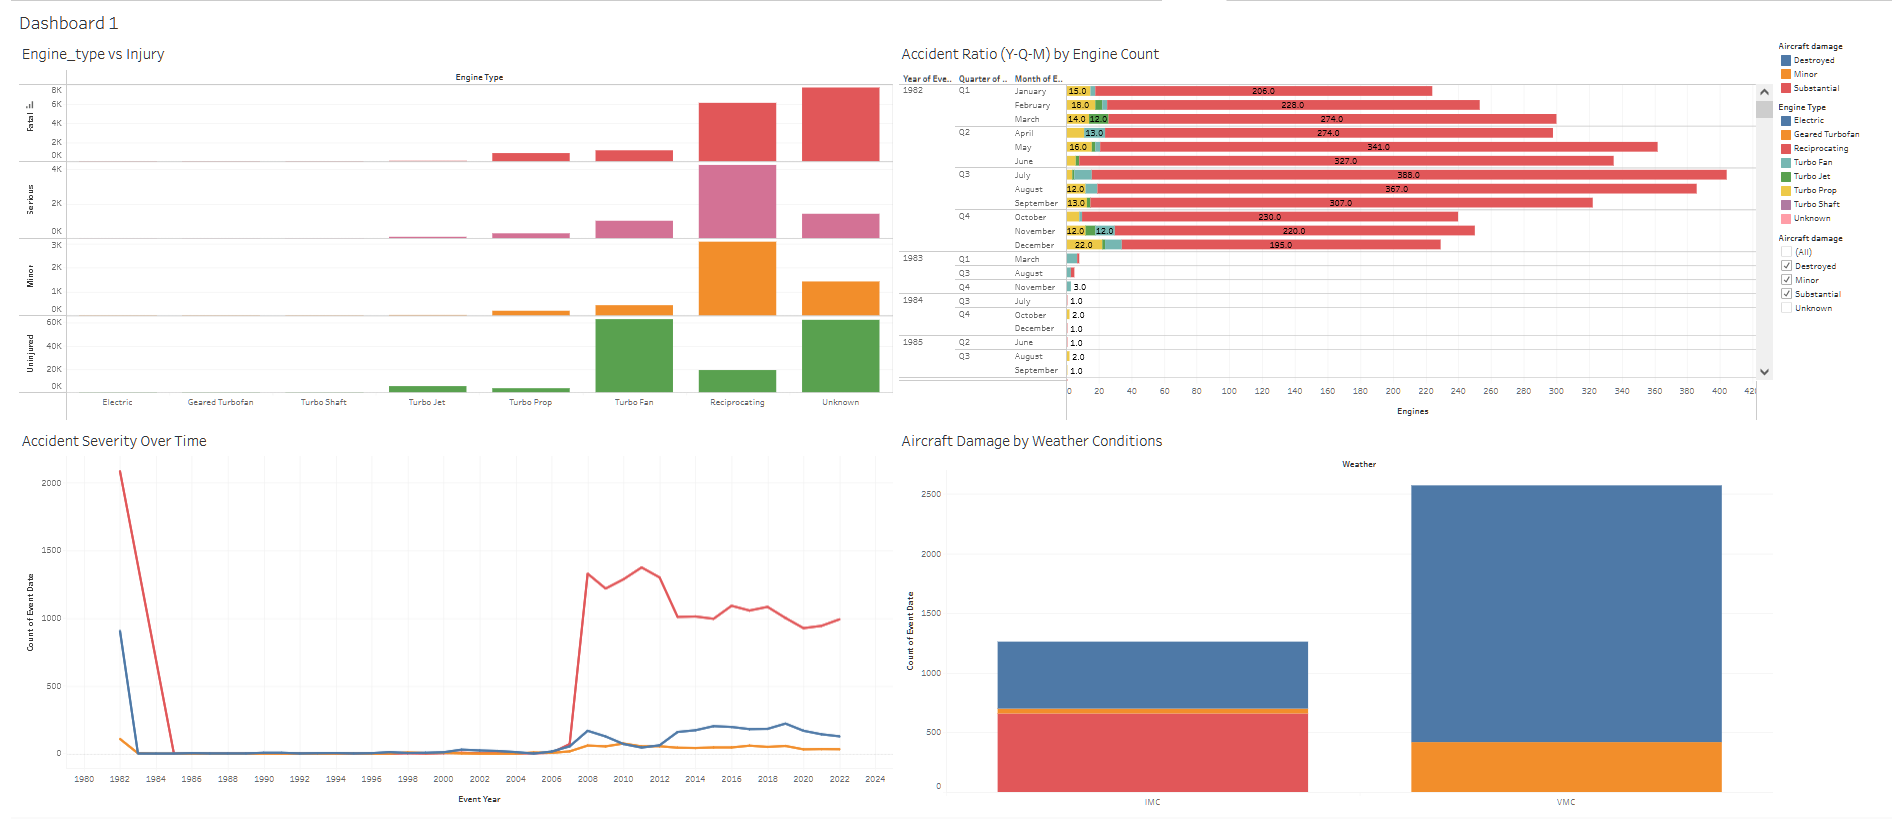 Dashboard 1
Engine_type vs Injury
Engine Type
Fatal
8K
6K
4K
2K
0K
Serious
4K
2K
0K
Minor
3K
2K
1K
0K
Uninjured
60K
40K
20K
0K
Electric Geared Turbofan Turbo Shaft Turbo Jet Turbo Prop Turbo Fan Reciprocating Unknown
Accident Ratio (Y-Q-M) by Engine Count
Year of Eve.. Quarter of .. Month of E..
1982 Q1 January 15.0 206.0
February 18.0 228.0
March 14.0 12.0 274.0
Q2 April 13.0 274.0
May 16.0 341.0
June 327.0
Q3 July 388.0
August 12.0 367.0
September 13.0 307.0
Q4 October 230.0
November 12.0 12.0 220.0
December 22.0 195.0
1983 Q1 March
Q3 August
Q4 November 3.0
1984 Q3 July 1.0
Q4 October 2.0
December 1.0
1985 Q2 June 1.0
Q3 August 2.0
September 1.0
0 20 40 60 80 100 120 140 160 180 200 220 240 260 280 300 320 340 360 380 400
Engines
Aircraft damage
Destroyed
Minor
Substantial
Engine Type
Electric
Geared Turbofan
Reciprocating
Turbo Fan
Turbo Jet
Turbo Prop
Turbo Shaft
Unknown
Aircraft damage
(All)
Destroyed
Minor
Substantial
Unknown
Accident Severity Over Time
Count of Event Date
2000
1500
1000
500
0
1980 1982 1984 1986 1988 1990 1992 1994 1996 1998 2000 2002 2004 2006 2008 2010 2012 2014 2016 2018 2020 2022 2024
Event Year
Aircraft Damage by Weather Conditions
Weather
Count of Event Date
2500
2000
1500
1000
500
0
IMC VMC